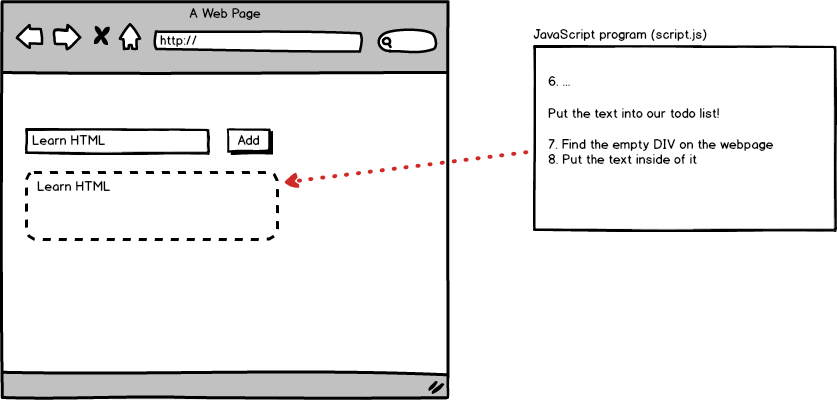 A Web Page
http://
Learn HTML
Add
Learn HTML
JavaScript program (script.js)
6. ...
Put the text into our todo list!
7. Find the empty DIV on the webpage
8. Put the text inside of it